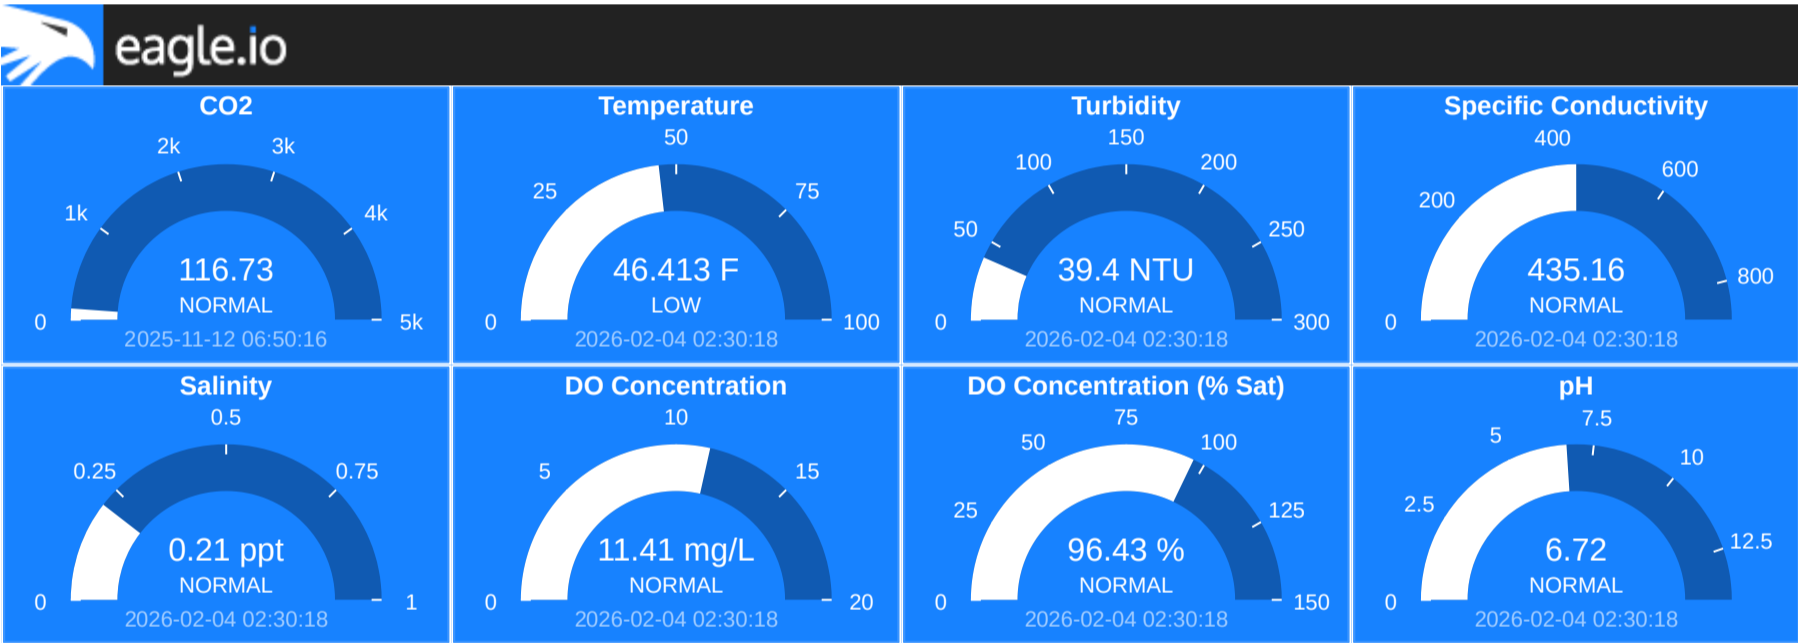 eagle.io
CO2
2k
3k
1k
4k
0
5k
116.73
NORMAL
2025-11-12 06:50:16
Temperature
50
25
75
0
100
46.413 F
LOW
2026-02-04 02:30:18
Turbidity
150
100
200
50
250
0
300
39.4 NTU
NORMAL
2026-02-04 02:30:18
Specific Conductivity
400
600
200
800
0
435.16
NORMAL
2026-02-04 02:30:18
Salinity
0.5
0.25
0.75
0
1
0.21 ppt
NORMAL
2026-02-04 02:30:18
DO Concentration
10
5
15
0
20
11.41 mg/L
NORMAL
2026-02-04 02:30:18
DO Concentration (% Sat)
75
50
100
25
125
0
150
96.43 %
NORMAL
2026-02-04 02:30:18
pH
7.5
5
10
2.5
12.5
0
6.72
NORMAL
2026-02-04 02:30:18